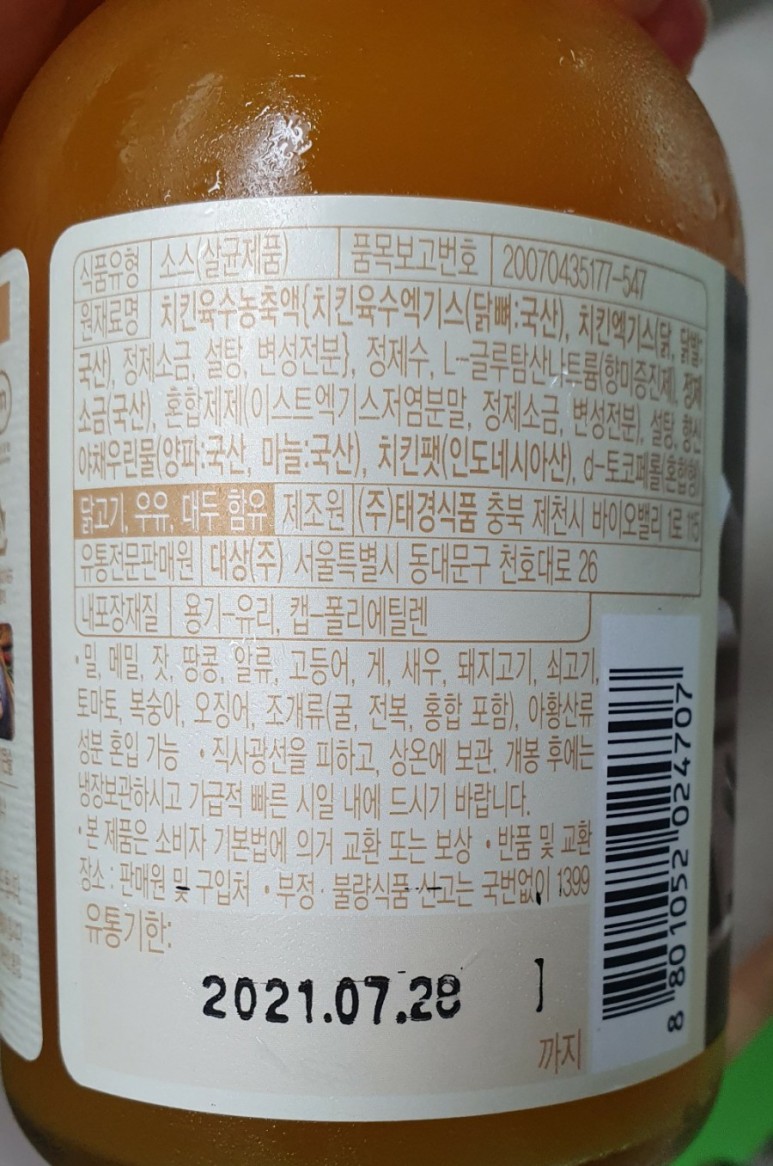 식품유형 소스(살균제품) 품목보고번호 20070435177-547
원재료명 치킨육수농축액{치킨육수엑기스(닭뼈:국산), 치킨엑기스(닭, 닭발:
국산), 정제소금, 설탕, 변성전분}, 정제수, L-글루탐산나트륨(향미증진제), 정제
소금(국산), 혼합제제(이스트엑기스저염분말, 정제소금, 변성전분), 설탕, 향신
야채우린물(양파:국산, 마늘:국산), 치킨팻(인도네시아산), d-토코페롤(혼합형)
닭고기, 우유, 대두 함유 제조원 (주)태경식품 충북 제천시 바이오밸리 1로 115
유통전문판매원 대상(주) 서울특별시 동대문구 천호대로 26
내포장재질 용기-유리, 캡-폴리에틸렌
• 밀, 메밀, 잣, 땅콩, 알류, 고등어, 게, 새우, 돼지고기, 쇠고기,
토마토, 복숭아, 오징어, 조개류(굴, 전복, 홍합 포함), 아황산류
성분 혼입 가능 • 직사광선을 피하고, 상온에 보관, 개봉 후에는
냉장보관하시고 가급적 빠른 시일 내에 드시기 바랍니다.
• 본 제품은 소비자 기본법에 의거 교환 또는 보상 • 반품 및 교환
장소 : 판매원 및 구입처 • 부정·불량식품 신고는 국번없이 1399
유통기한:
2021.07.28 1
까지
8 801052 024707